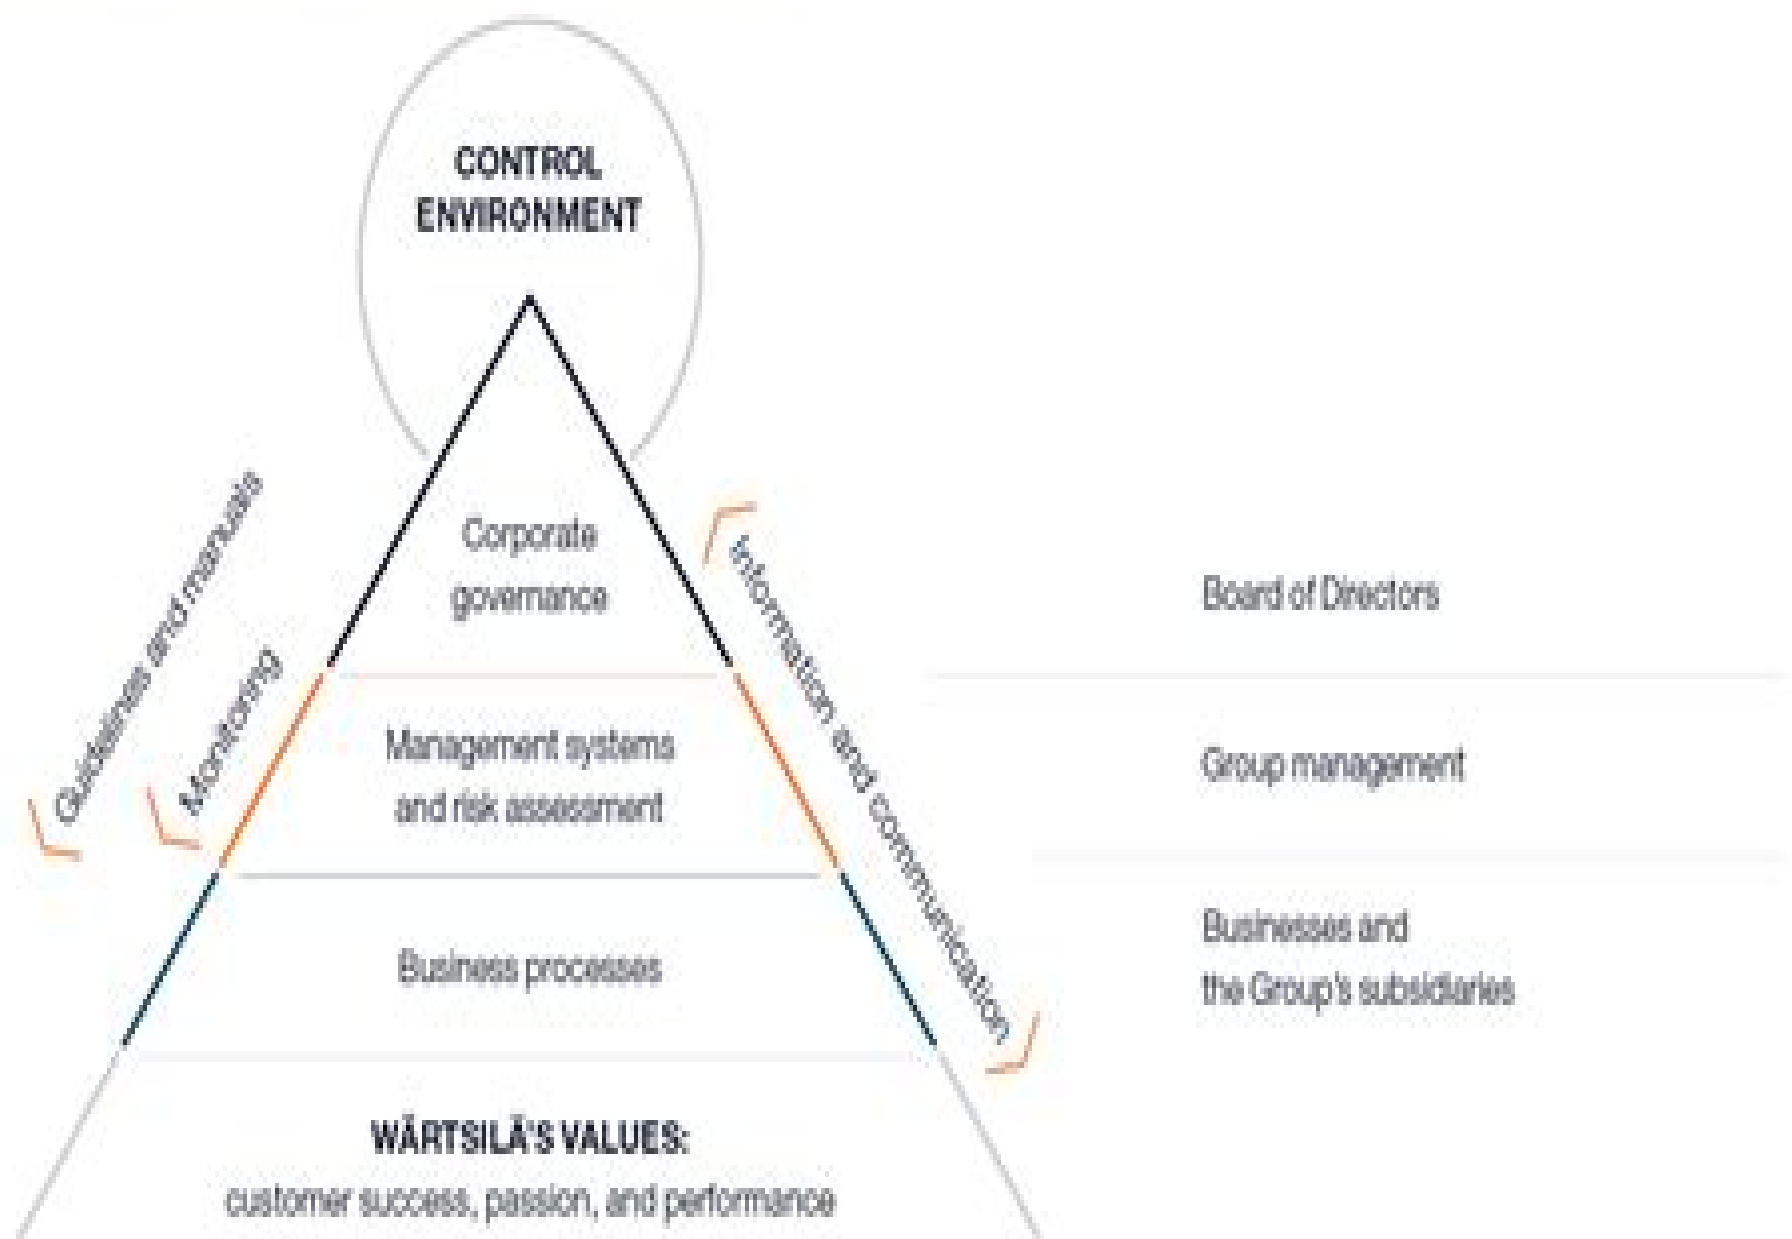 CONTROL
ENVIRONMENT
Corporate
governance
Management systems
and risk assessment
Business processes
WÄRTSILÄ'S VALUES:
customer success, passion, and performance
Guidelines and manuals
Monitoring
Information and communication
Board of Directors
Group management
Businesses and
the Group's subsidiaries